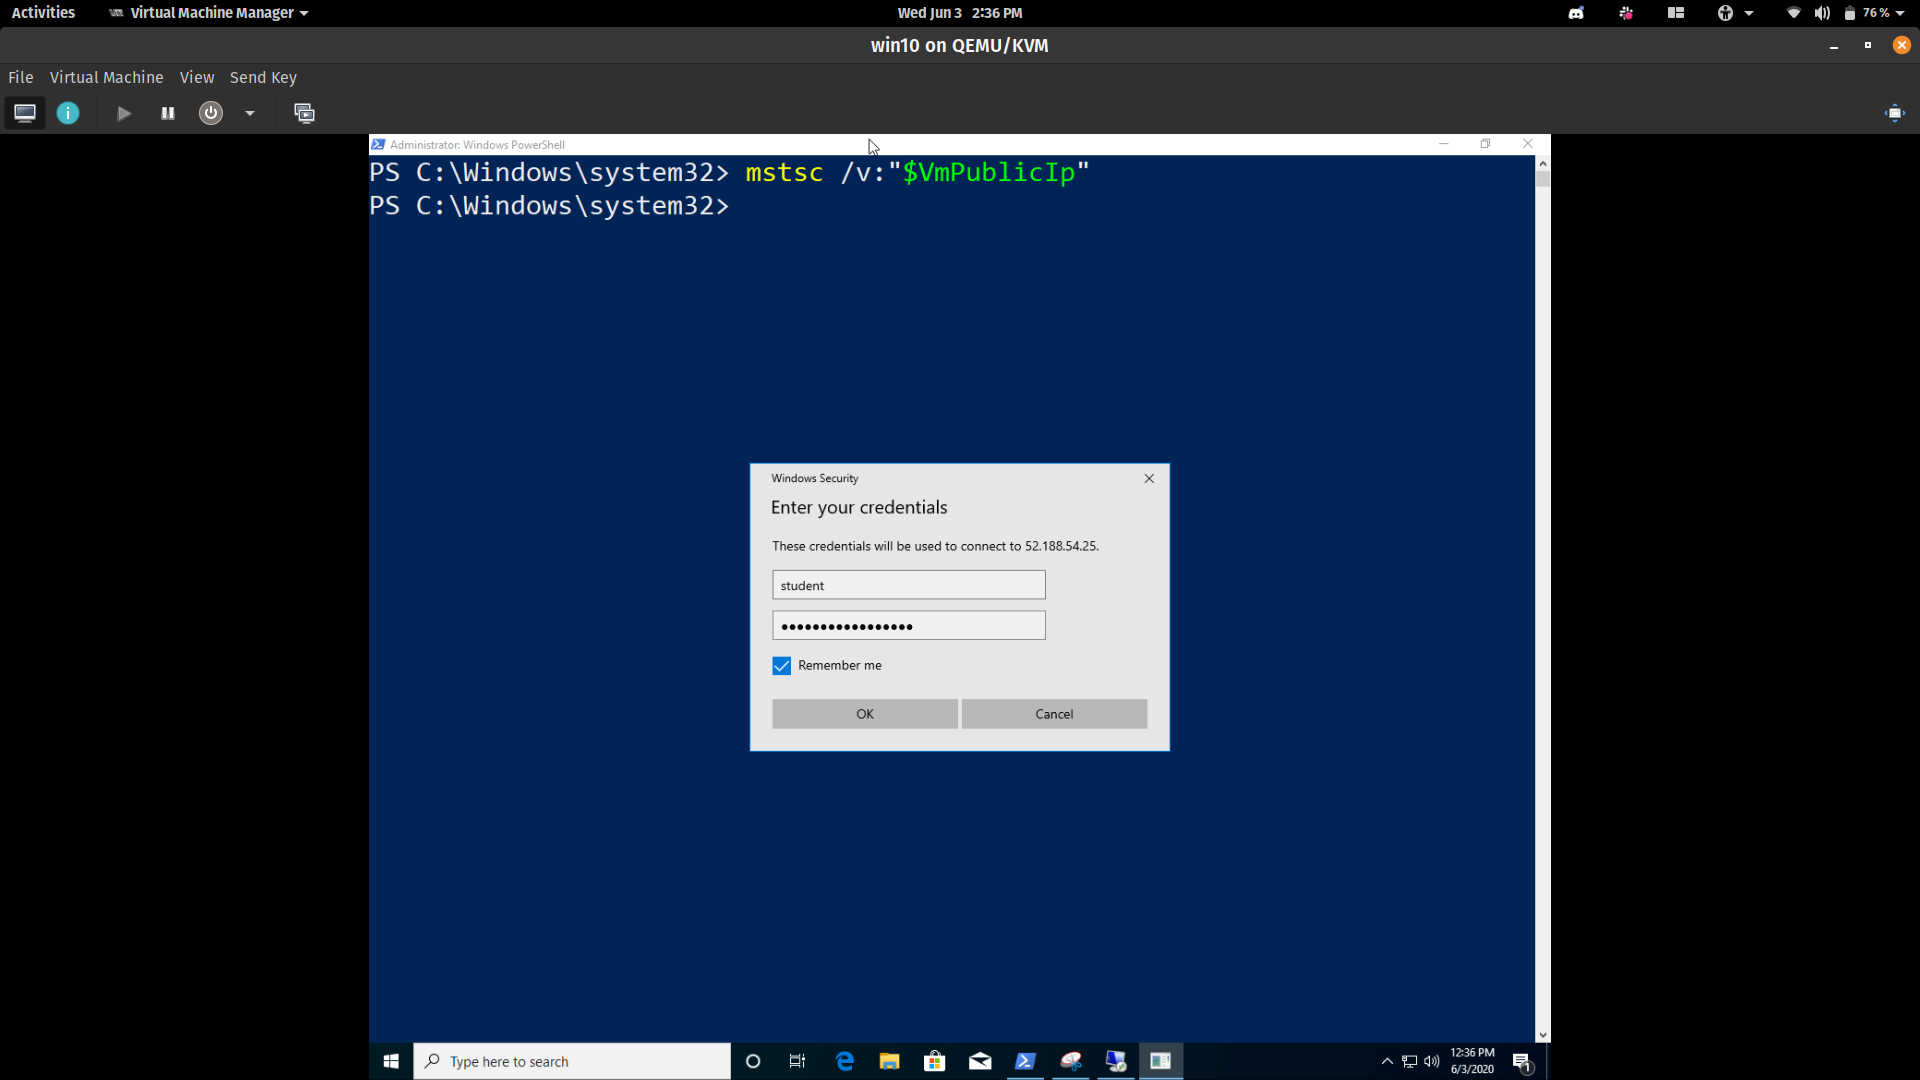 Activities
Virtual Machine Manager
Wed Jun 3 2:36 PM
76 %
win10 on QEMU/KVM
File Virtual Machine View Send Key
Administrator: Windows PowerShell
PS C:\Windows\system32> mstsc /v:"$VmPublicIp"
PS C:\Windows\system32>
Windows Security
Enter your credentials
These credentials will be used to connect to 52.188.54.25.
student
•••••••••••••••••
Remember me
OK Cancel
Type here to search
12:36 PM
6/3/2020
1